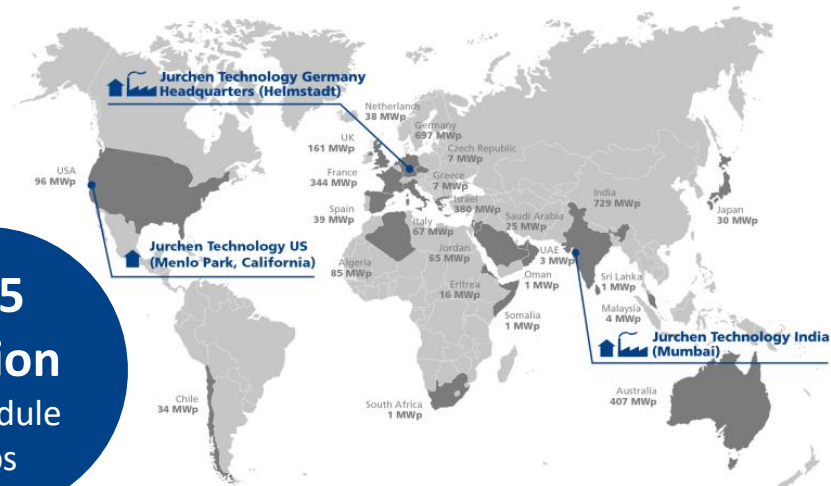 Jurchen Technology Germany
Headquarters (Helmstadt)
Netherland
38 MWp
Germany
697 MWp
UK
161 MWp
Czech Republic
7 MWp
USA
96 MWp
France
344 MWp
Greece
7 MWp
Israel
380 MWp
India
729 MWp
Spain
39 MWp
Italy
67 MWp
Saudi Arabia
25 MWp
Japan
30 MWp
Jurchen Technology US
(Menlo Park, California)
Algeria
85 MWp
Jordan
65 MWp
UAE
3 MWp
Oman
1 MWp
Sri Lanka
1 MWp
Eritrea
16 MWp
Malaysia
4 MWp
Somalia
1 MWp
Jurchen Technology India
(Mumbai)
5
ion
dule
os
Chile
34 MWp
South Africa
1 MWp
Australia
407 MWp